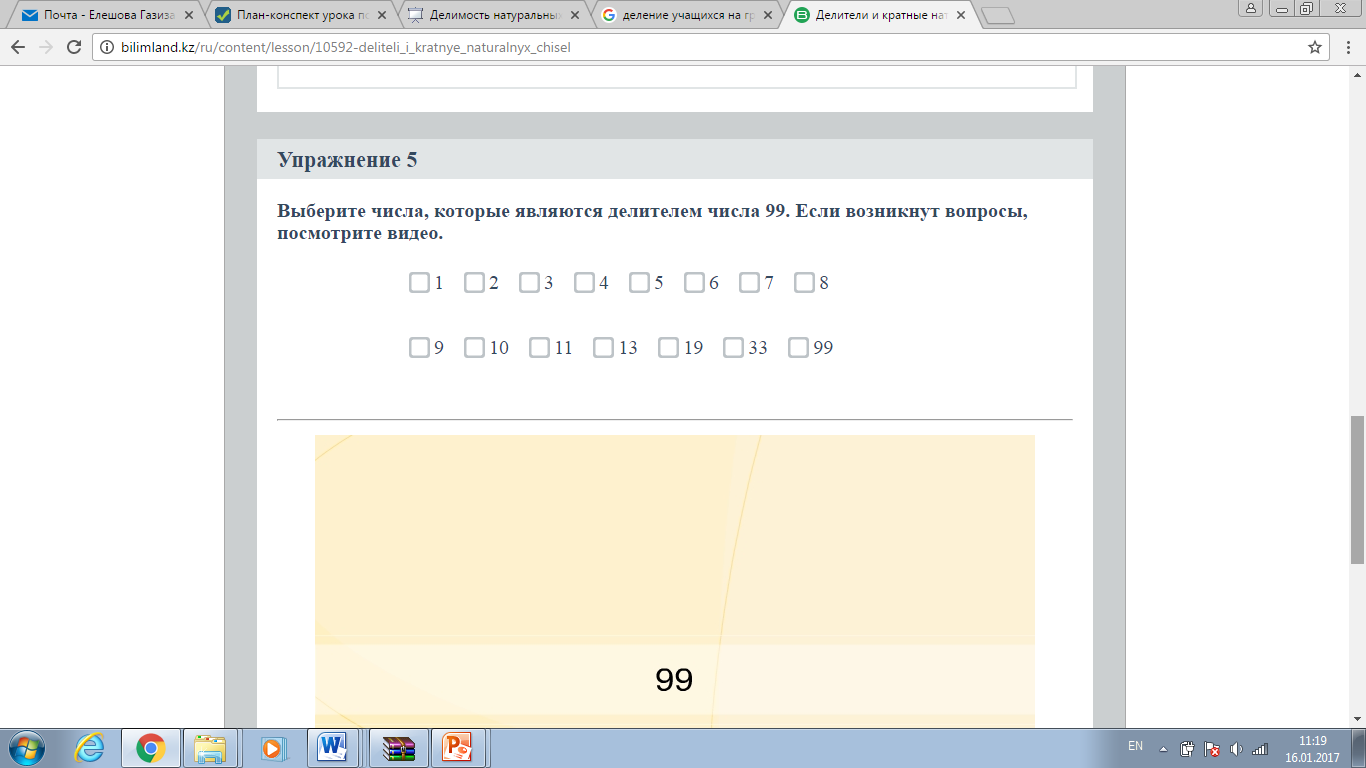 Почта - Елешова Газиза
План-конспект урока по
Делимость натуральных
деление учащихся на гр
Делители и кратные нат
bilimland.kz/ru/content/lesson/10592-deliteli_i_kratnye_naturalnyx_chisel
Упражнение 5
Выберите числа, которые являются делителем числа 99. Если возникнут вопросы,
посмотрите видео.
1 2 3 4 5 6 7 8
9 10 11 13 19 33 99
99
EN
11:19
16.01.2017